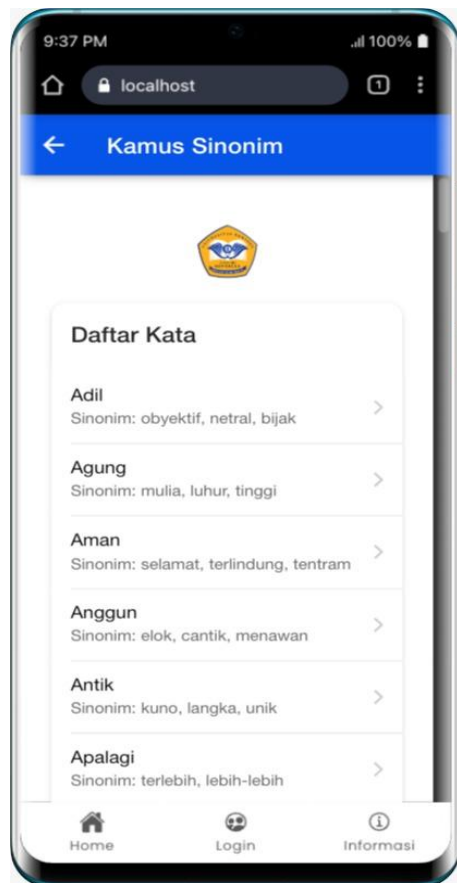 9:37 PM
100%
localhost
1
Kamus Sinonim
Daftar Kata
Adil
Sinonim: obyektif, netral, bijak
Agung
Sinonim: mulia, luhur, tinggi
Aman
Sinonim: selamat, terlindung, tentram
Anggun
Sinonim: elok, cantik, menawan
Antik
Sinonim: kuno, langka, unik
Apalagi
Sinonim: terlebih, lebih-lebih
Home
Login
Informasi